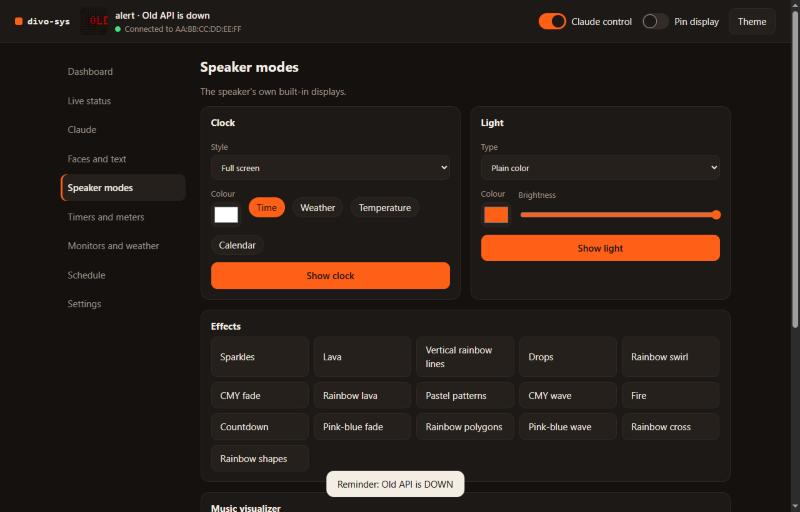 divo-sys
OLD
alert · Old API is down
Connected to AA:BB:CC:DD:EE:FF
Claude control
Pin display
Theme
Dashboard
Live status
Claude
Faces and text
Speaker modes
Timers and meters
Monitors and weather
Schedule
Settings
Speaker modes
The speaker's own built-in displays.
Clock
Style
Full screen
Colour
Time
Weather
Temperature
Calendar
Show clock
Light
Type
Plain color
Colour
Brightness
Show light
Effects
Sparkles
Lava
Vertical rainbow
lines
Drops
Rainbow swirl
CMY fade
Rainbow lava
Pastel patterns
CMY wave
Fire
Countdown
Pink-blue fade
Rainbow polygons
Pink-blue wave
Rainbow cross
Rainbow shapes
Reminder: Old API is DOWN
Music visualizer